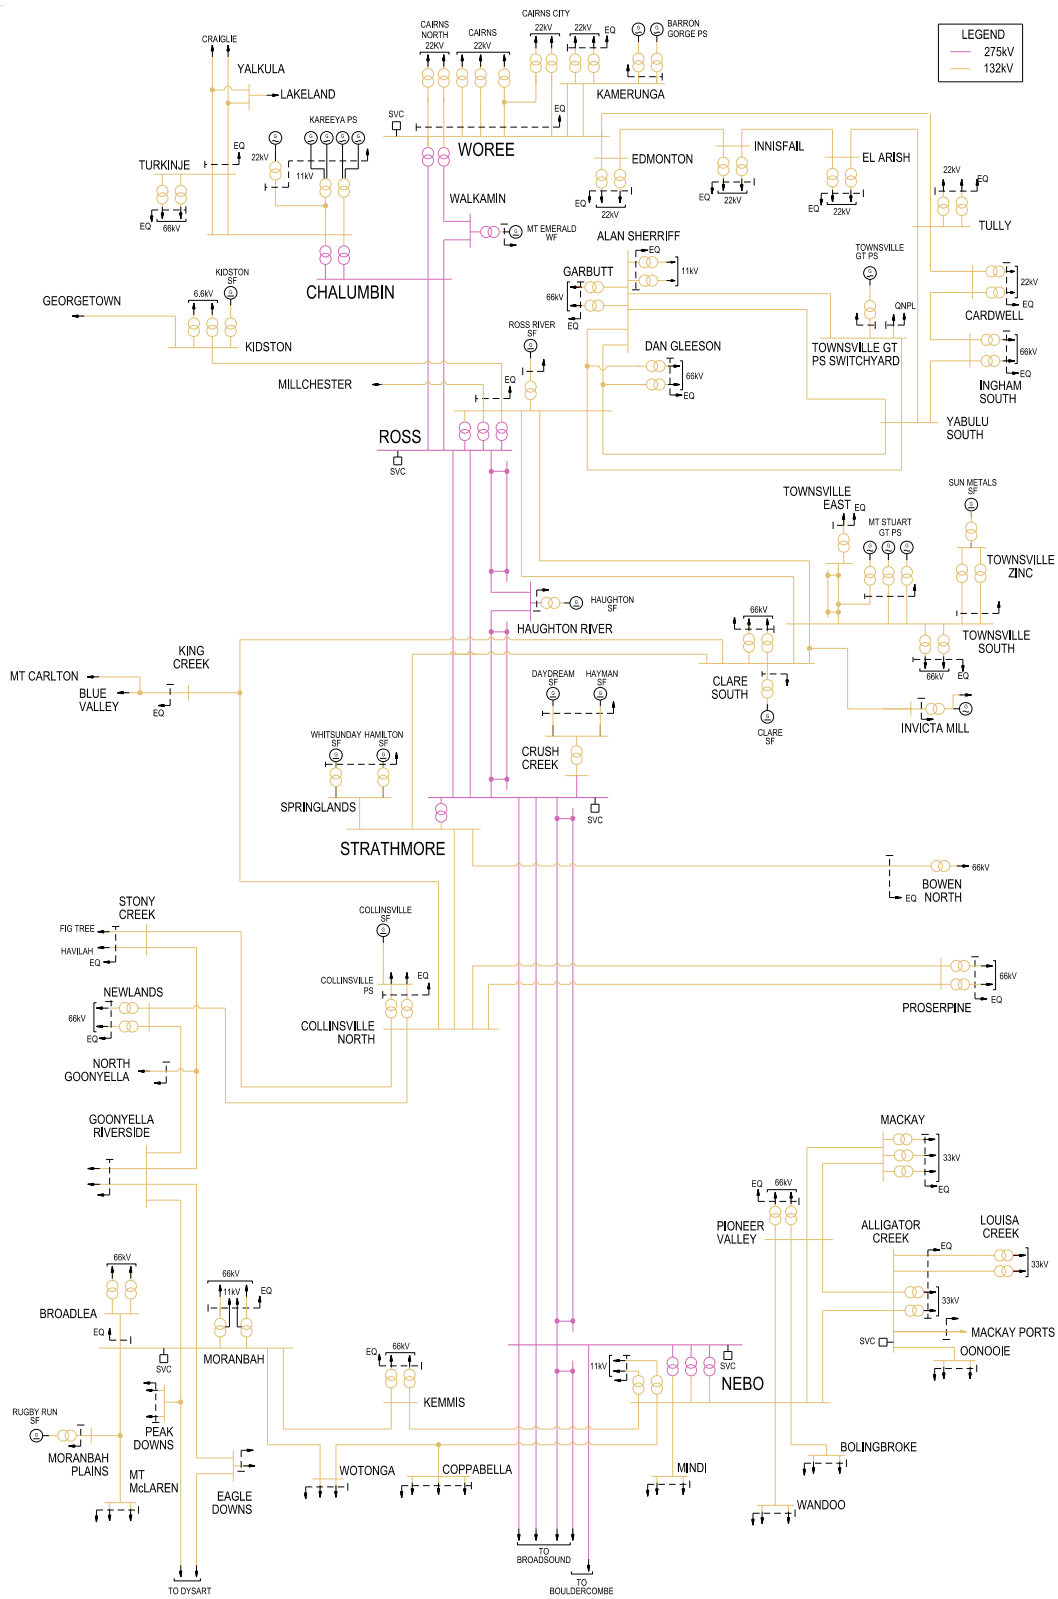 CAIRNS CITY
CAIRNS
NORTH
22KV
CAIRNS
22kV
22kV
22kV
EQ
BARRON
GORGE PS
LEGEND
275kV
132kV
CRAIGLIE
YALKULA
LAKELAND
KAMERUNGA
SVC
EQ
KAREEYA PS
WOREE
EQ
22kV
11kV
TURKINJE
EQ
66kV
EDMONTON
INNISFAIL
EL ARISH
EQ
22kV
EQ
22kV
EQ
22kV
22kV
EQ
TULLY
WALKAMIN
MT EMERALD
WF
ALAN SHERRIFF
EQ
11kV
GARBUTT
66kV
EQ
TOWNSVILLE
GT PS
QNPL
22kV
EQ
CARDWELL
CHALUMBIN
KIDSTON
SF
6.6kV
GEORGETOWN
KIDSTON
ROSS RIVER
SF
DAN GLEESON
66kV
EQ
TOWNSVILLE GT
PS SWITCHYARD
66kV
EQ
INGHAM
SOUTH
MILLCHESTER
EQ
YABULU
SOUTH
ROSS
SVC
TOWNSVILLE
EAST
EQ
MT STUART
GT PS
SUN METALS
SF
TOWNSVILLE
ZINC
HAUGHTON
SF
HAUGHTON RIVER
66kV
TOWNSVILLE
SOUTH
66kV
EQ
KING
CREEK
MT CARLTON
BLUE
VALLEY
EQ
DAYDREAM
SF
HAYMAN
SF
CLARE
SOUTH
CLARE
SF
INVICTA MILL
WHITSUNDAY
SF
HAMILTON
SF
CRUSH
CREEK
SPRINGLANDS
SVC
STRATHMORE
66kV
EQ
BOWEN
NORTH
STONY
CREEK
FIG TREE
HAVILAH
EQ
COLLINSVILLE
SF
COLLINSVILLE
PS
EQ
66kV
EQ
PROSERPINE
NEWLANDS
66kV
EQ
COLLINSVILLE
NORTH
NORTH
GOONYELLA
GOONYELLA
RIVERSIDE
MACKAY
33kV
EQ
EQ
66kV
PIONEER
VALLEY
ALLIGATOR
CREEK
EQ
LOUISA
CREEK
33kV
33kV
66kV
BROADLEA
EQ
66kV
11kV
EQ
MORANBAH
SVC
MACKAY PORTS
SVC
OONOOIE
EQ
66kV
KEMMIS
11kV
SVC
NEBO
RUGBY RUN
SF
MORANBAH
PLAINS
PEAK
DOWNS
MT
McLAREN
EAGLE
DOWNS
WOTONGA
COPPABELLA
MINDI
BOLINGBROKE
WANDOO
TO
BROADSOUND
TO
BOULDERCOMBE
TO DYSART